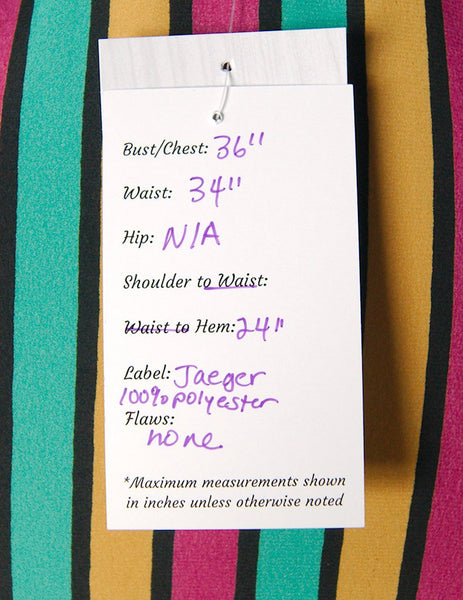 Bust/Chest: 36"
Waist: 34"
Hip: N/A
Shoulder to Waist:
Waist to Hem: 24"
Label: Jaeger
100% polyester
Flaws:
none
*Maximum measurements shown
in inches unless otherwise noted